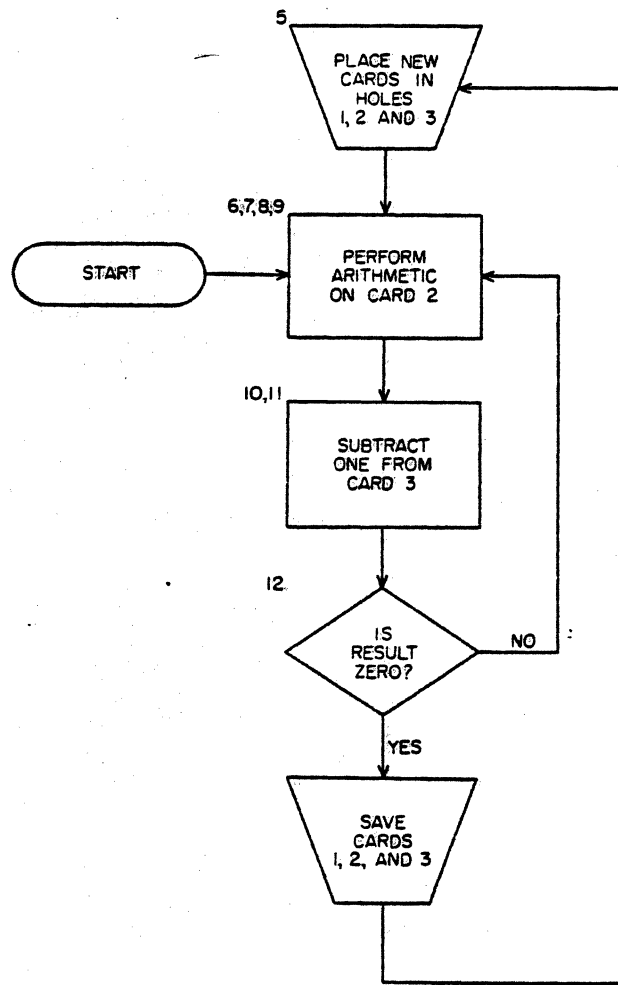 5
PLACE NEW
CARDS IN
HOLES
1, 2 AND 3
6,7,8,9
START
PERFORM
ARITHMETIC
ON CARD 2
10,11
SUBTRACT
ONE FROM
CARD 3
12
IS
RESULT
ZERO?
NO
YES
SAVE
CARDS
1, 2, AND 3